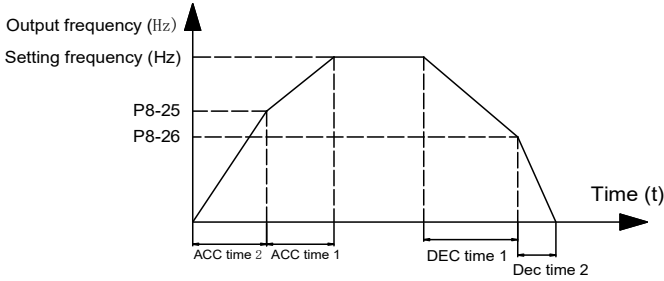 Output frequency (Hz)
Setting frequency (Hz)
P8-25
P8-26
Time (t)
ACC time 2
ACC time 1
DEC time 1
Dec time 2